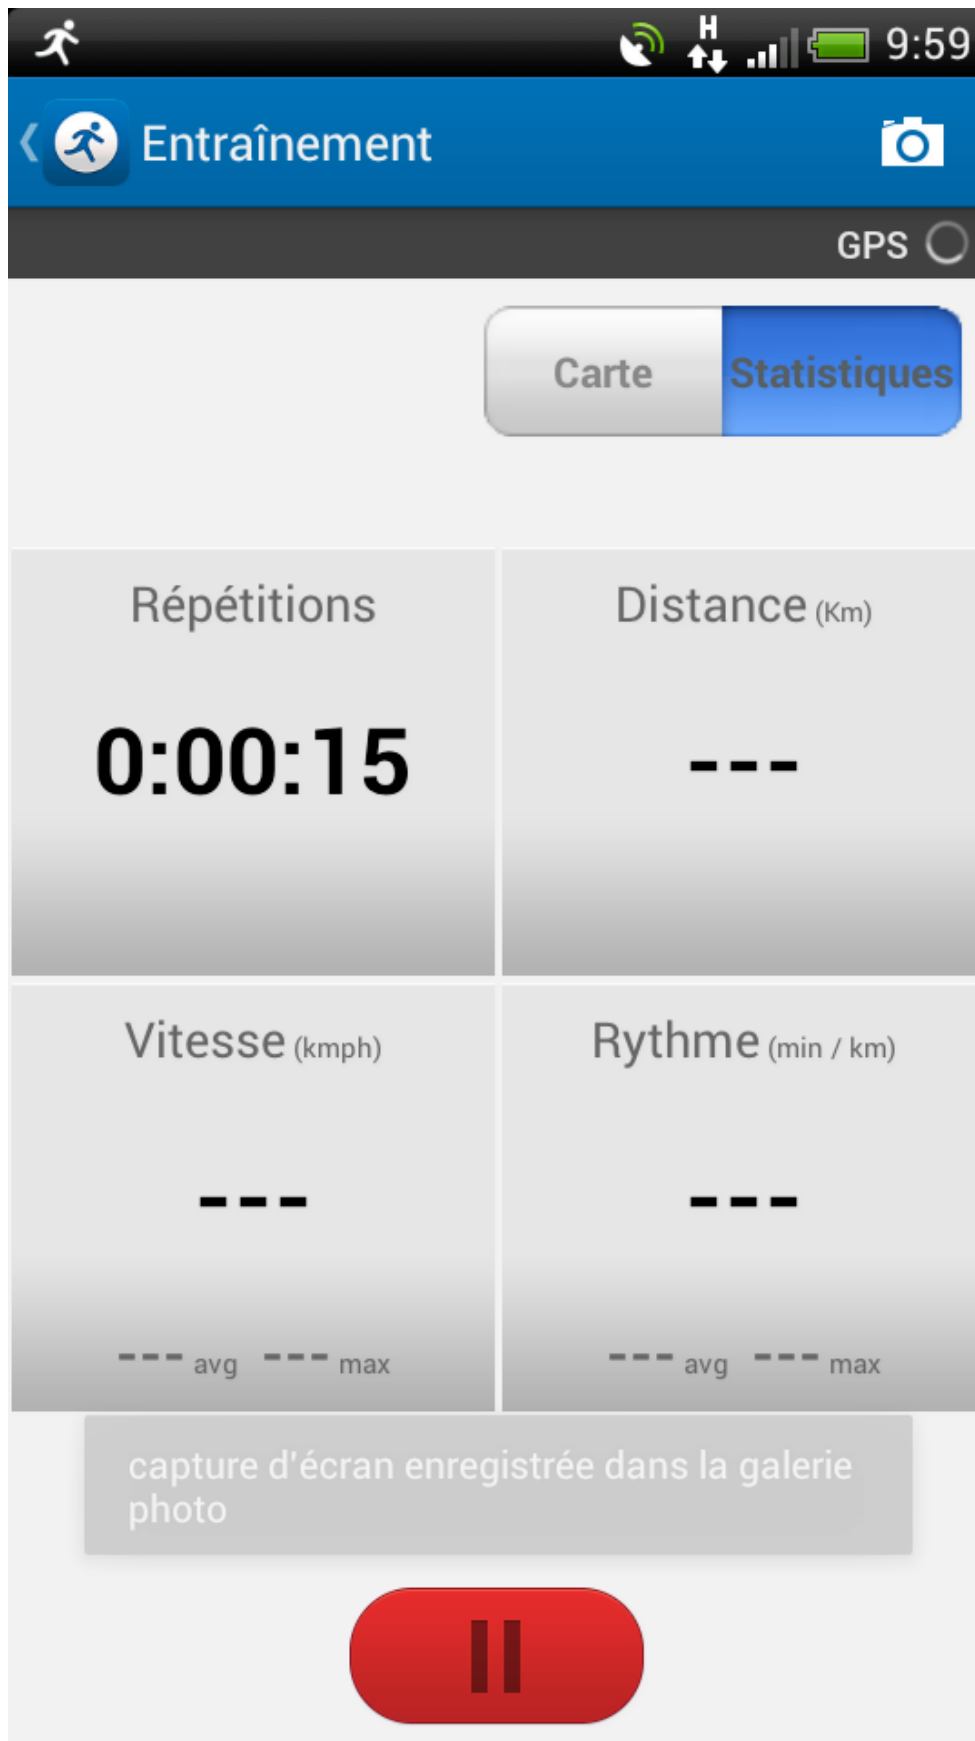 H
9:59
Entraînement
GPS
Carte
Statistiques
Répétitions
Distance (Km)
0:00:15
---
Vitesse (kmph)
Rythme (min / km)
---
---
--- avg --- max
--- avg --- max
capture d'écran enregistrée dans la galerie
photo